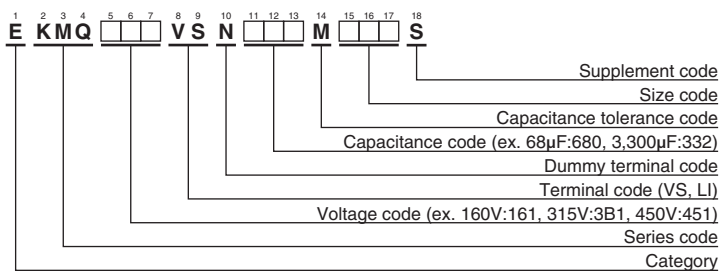 1 2 3 4 5 6 7 8 9 10 11 12 13 14 15 16 17 18
E KMQ □□□ VS N □□□ M □□□ S
Supplement code
Size code
Capacitance tolerance code
Capacitance code (ex. 68µF:680, 3,300µF:332)
Dummy terminal code
Terminal code (VS, LI)
Voltage code (ex. 160V:161, 315V:3B1, 450V:451)
Series code
Category